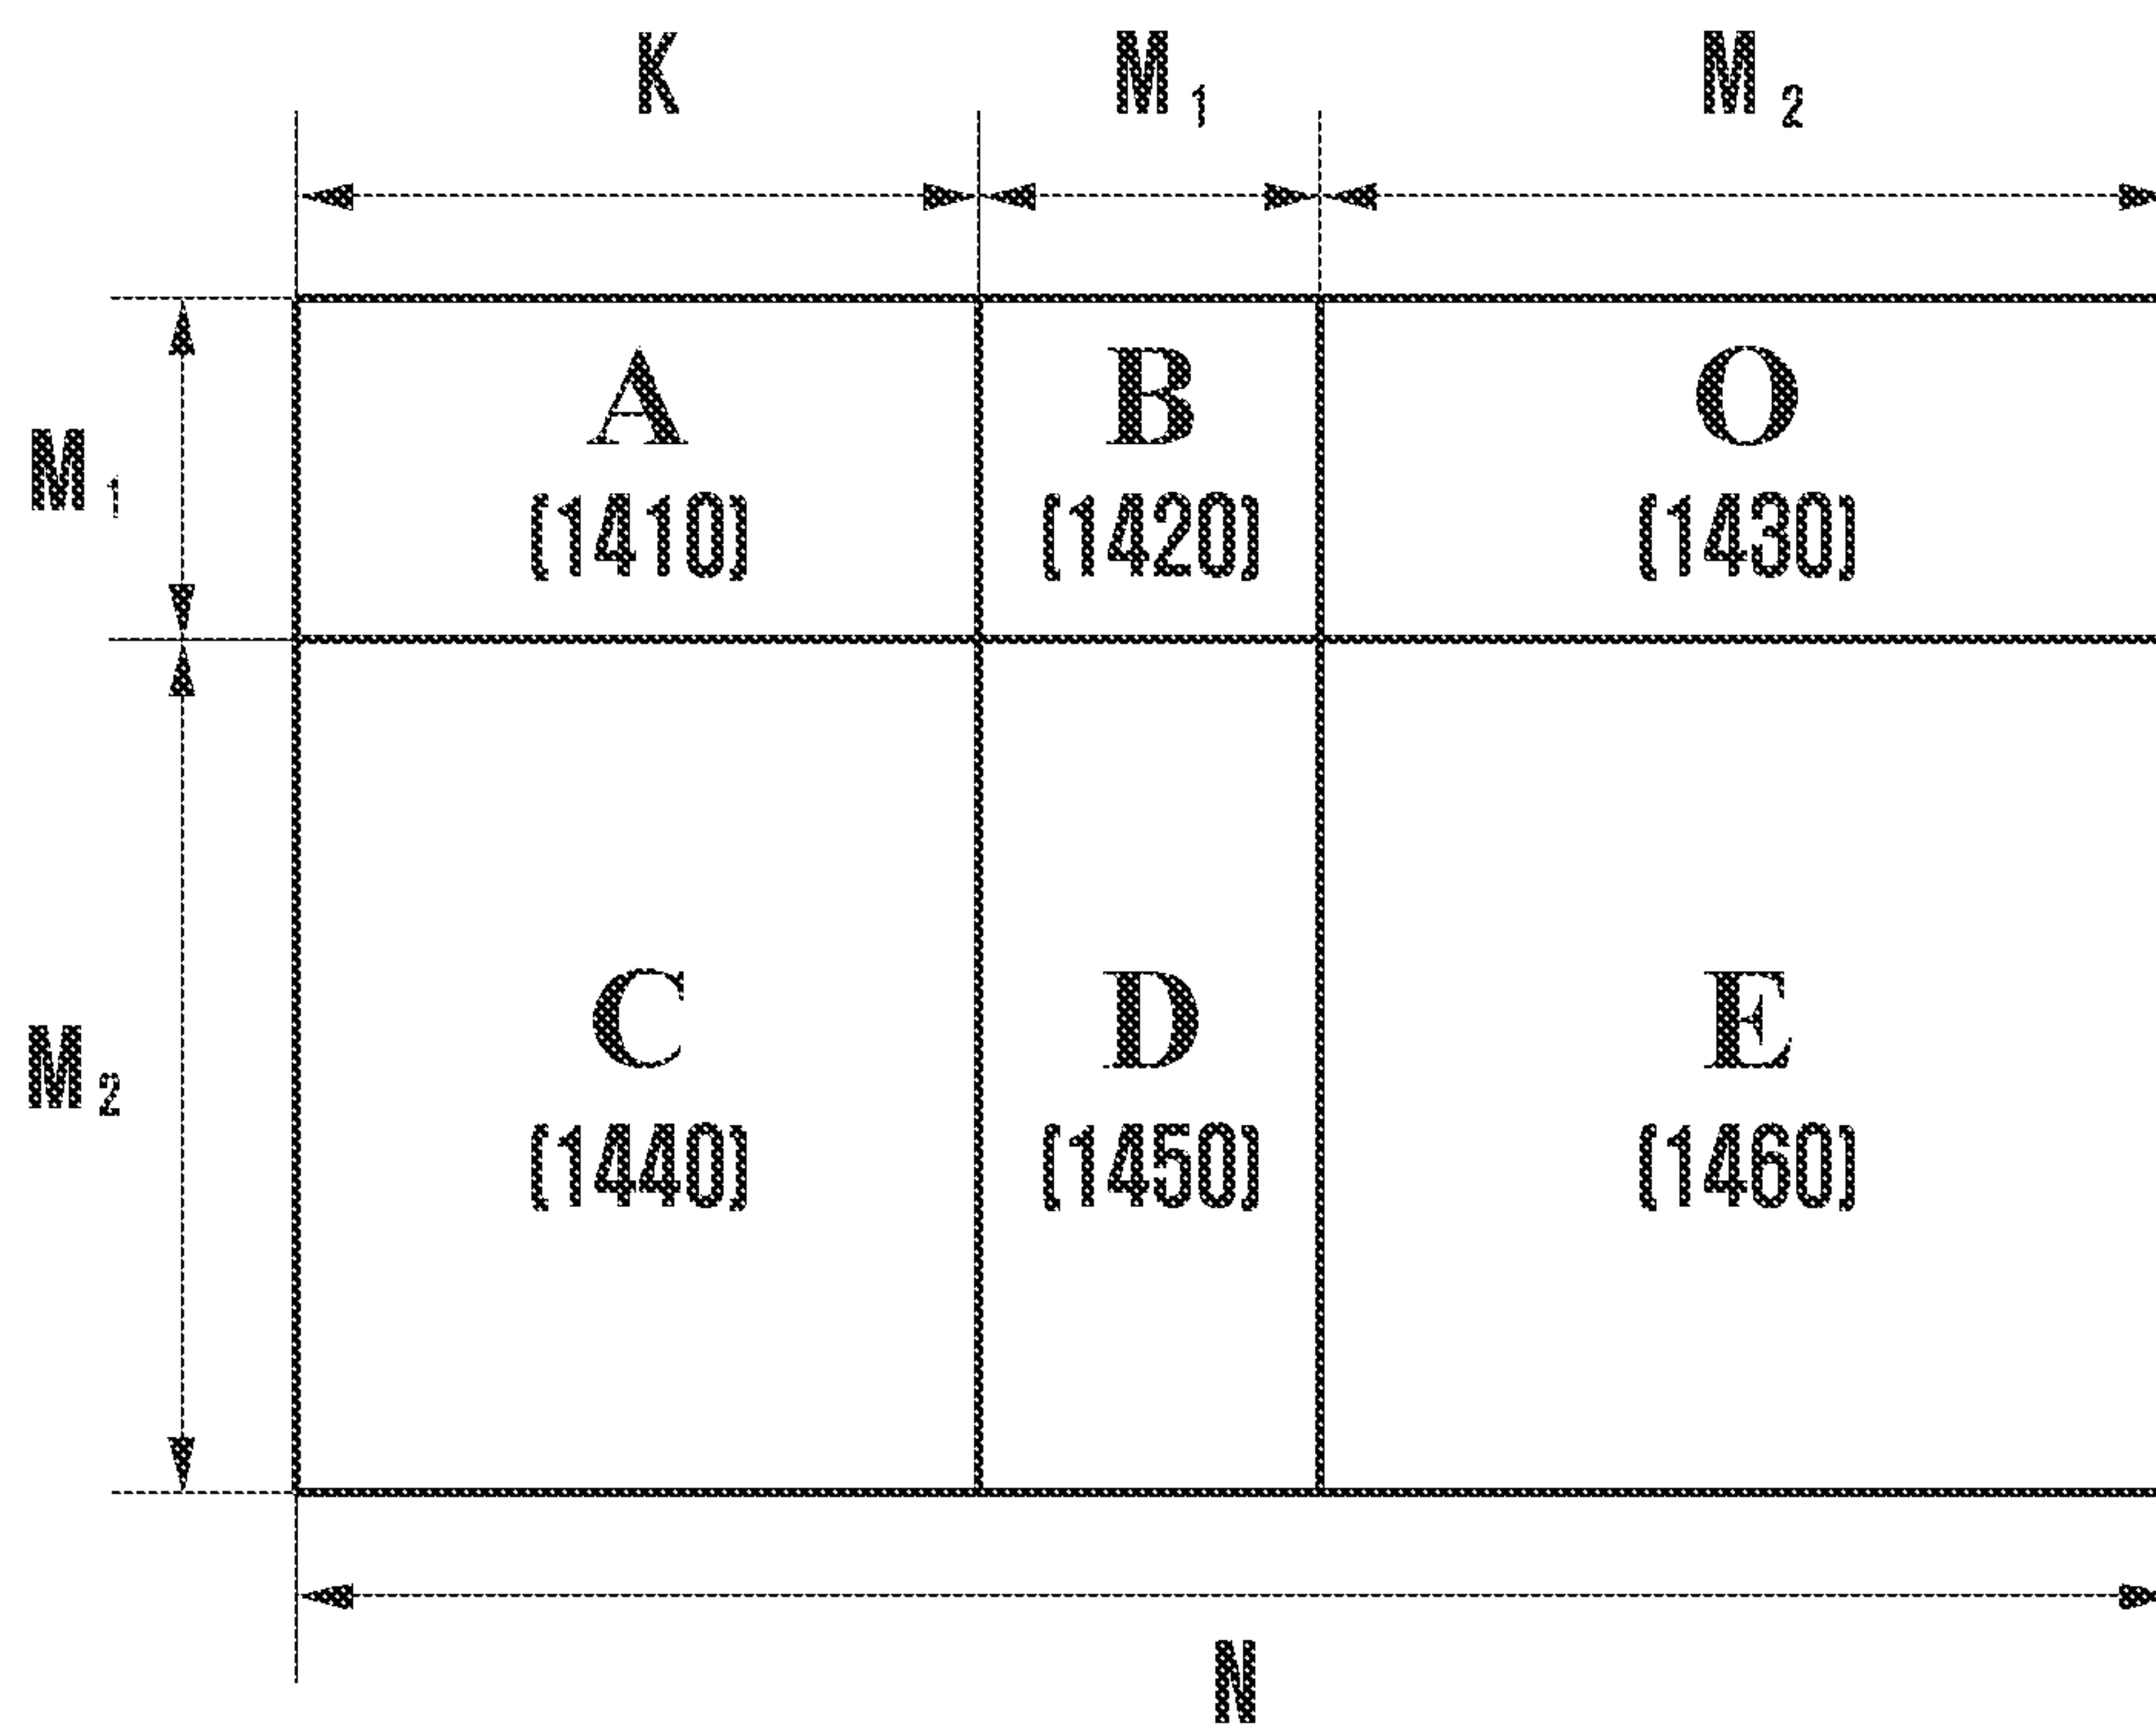 K M1 M2
A B O
M1
(1410) (1420) (1430)
C D E
M2
(1440) (1450) (1460)
N